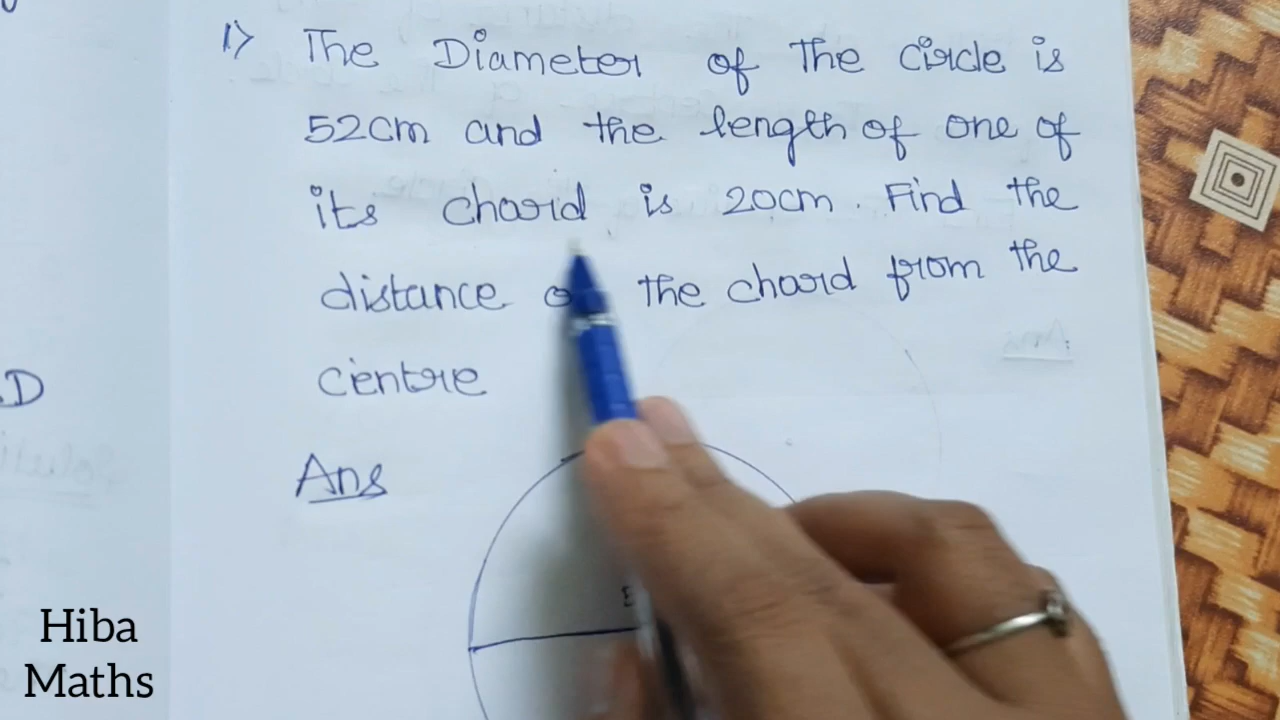 1) The Diameter of the circle is
52cm and the length of one of
its chord is 20cm. Find the
distance the chord from the
centre
Ans
D
E
Hiba
Maths